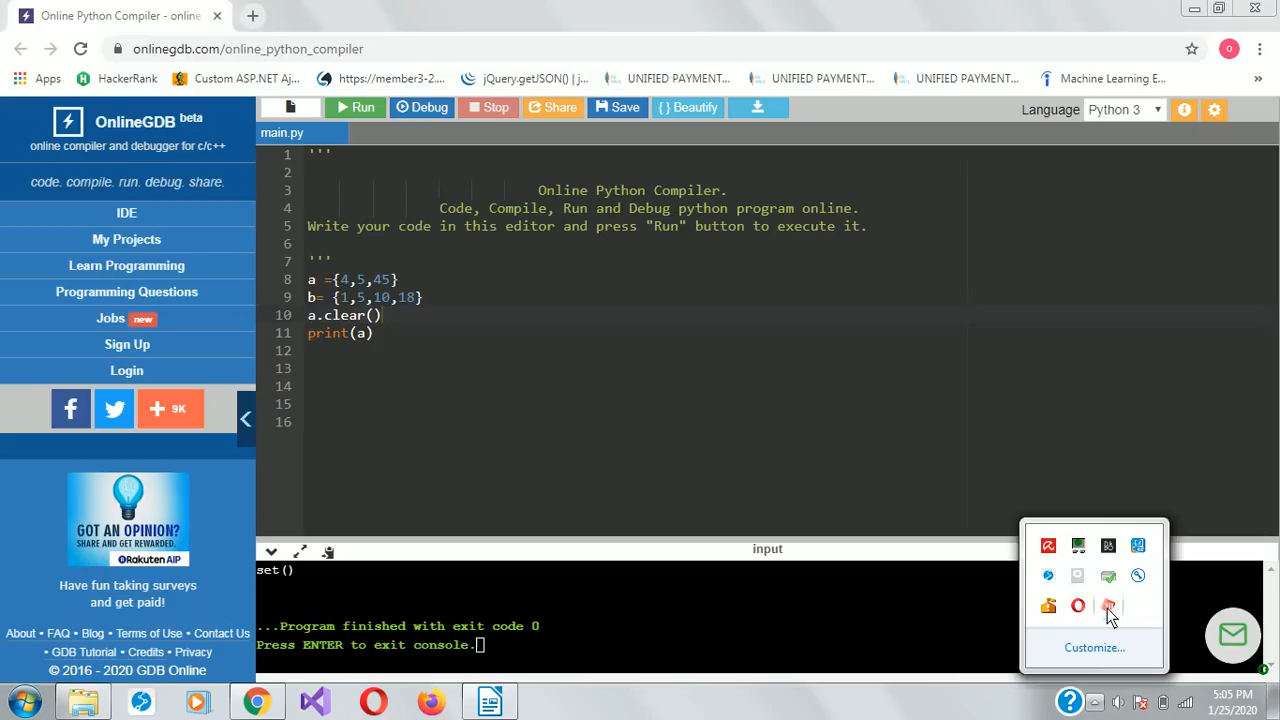 Online Python Compiler - online
onlinegdb.com/online_python_compiler
O
Apps
HackerRank
Custom ASP.NET Aj...
https://member3-2....
jQuery.getJSON() | j...
UNIFIED PAYMENT...
UNIFIED PAYMENT...
UNIFIED PAYMENT...
Machine Learning E...
»
OnlineGDB beta
online compiler and debugger for c/c++
code. compile. run. debug. share.
IDE
My Projects
Learn Programming
Programming Questions
Jobs new
Sign Up
Login
+ 9K
GOT AN OPINION?
SHARE AND GET REWARDED.
Rakuten AIP
Have fun taking surveys
and get paid!
About • FAQ • Blog • Terms of Use • Contact Us
• GDB Tutorial • Credits • Privacy
© 2016 - 2020 GDB Online
Run
Debug
Stop
Share
Save
{ } Beautify
Language Python 3
main.py
1 '''
2
3 Online Python Compiler.
4 Code, Compile, Run and Debug python program online.
5 Write your code in this editor and press "Run" button to execute it.
6
7 '''
8 a ={4,5,45}
9 b= {1,5,10,18}
10 a.clear()
11 print(a)
12
13
14
15
16
input
set()
...Program finished with exit code 0
Press ENTER to exit console.
Customize...
5:05 PM
1/25/2020